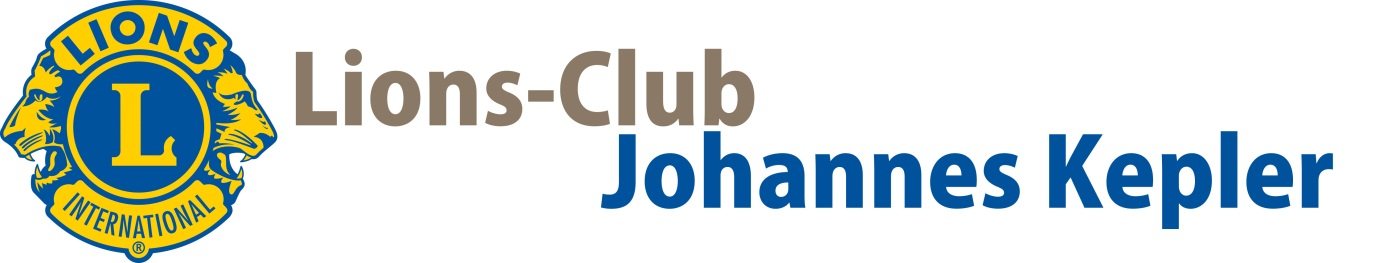 LIONS
L
INTERNATIONAL
®
Lions-Club
Johannes Kepler